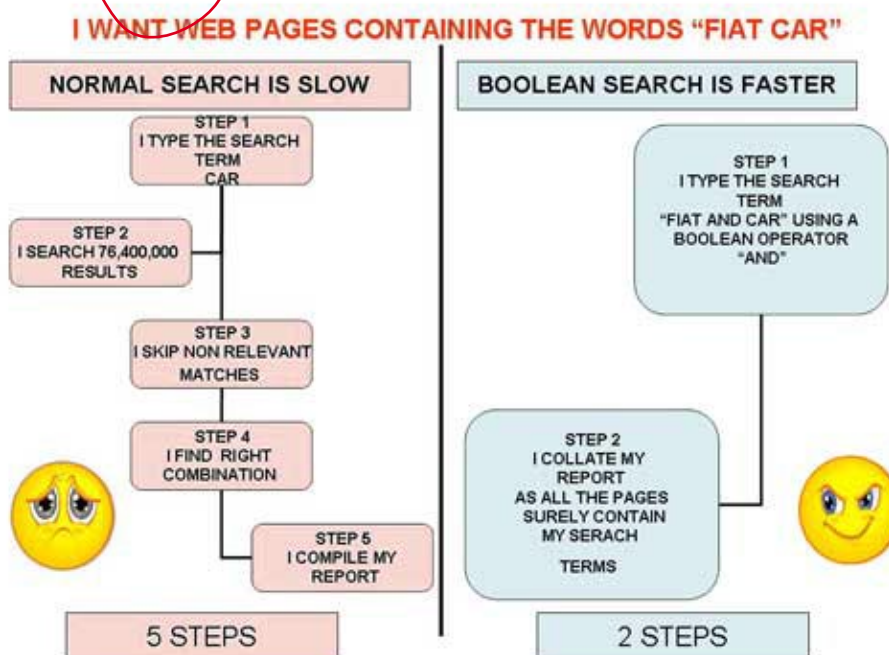 I WANT WEB PAGES CONTAINING THE WORDS “FIAT CAR”
NORMAL SEARCH IS SLOW
STEP 1
I TYPE THE SEARCH
TERM
CAR
STEP 2
I SEARCH 76,400,000
RESULTS
STEP 3
I SKIP NON RELEVANT
MATCHES
STEP 4
I FIND RIGHT
COMBINATION
STEP 5
I COMPILE MY
REPORT
5 STEPS
BOOLEAN SEARCH IS FASTER
STEP 1
I TYPE THE SEARCH
TERM
“FIAT AND CAR” USING A
BOOLEAN OPERATOR
“AND”
STEP 2
I COLLATE MY
REPORT
AS ALL THE PAGES
SURELY CONTAIN
MY SERACH
TERMS
2 STEPS